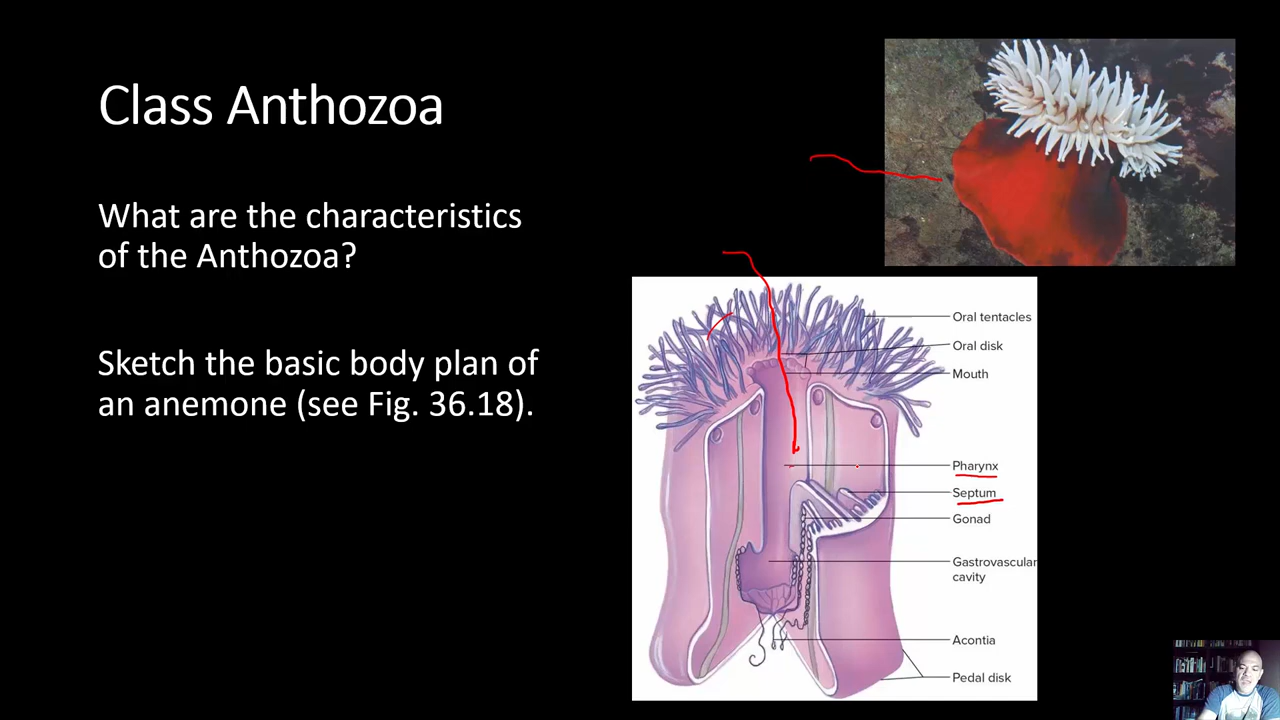 Class Anthozoa
What are the characteristics
of the Anthozoa?
Sketch the basic body plan of
an anemone (see Fig. 36.18).
Oral tentacles
Oral disk
Mouth
Pharynx
Septum
Gonad
Gastrovascular
cavity
Acontia
Pedal disk